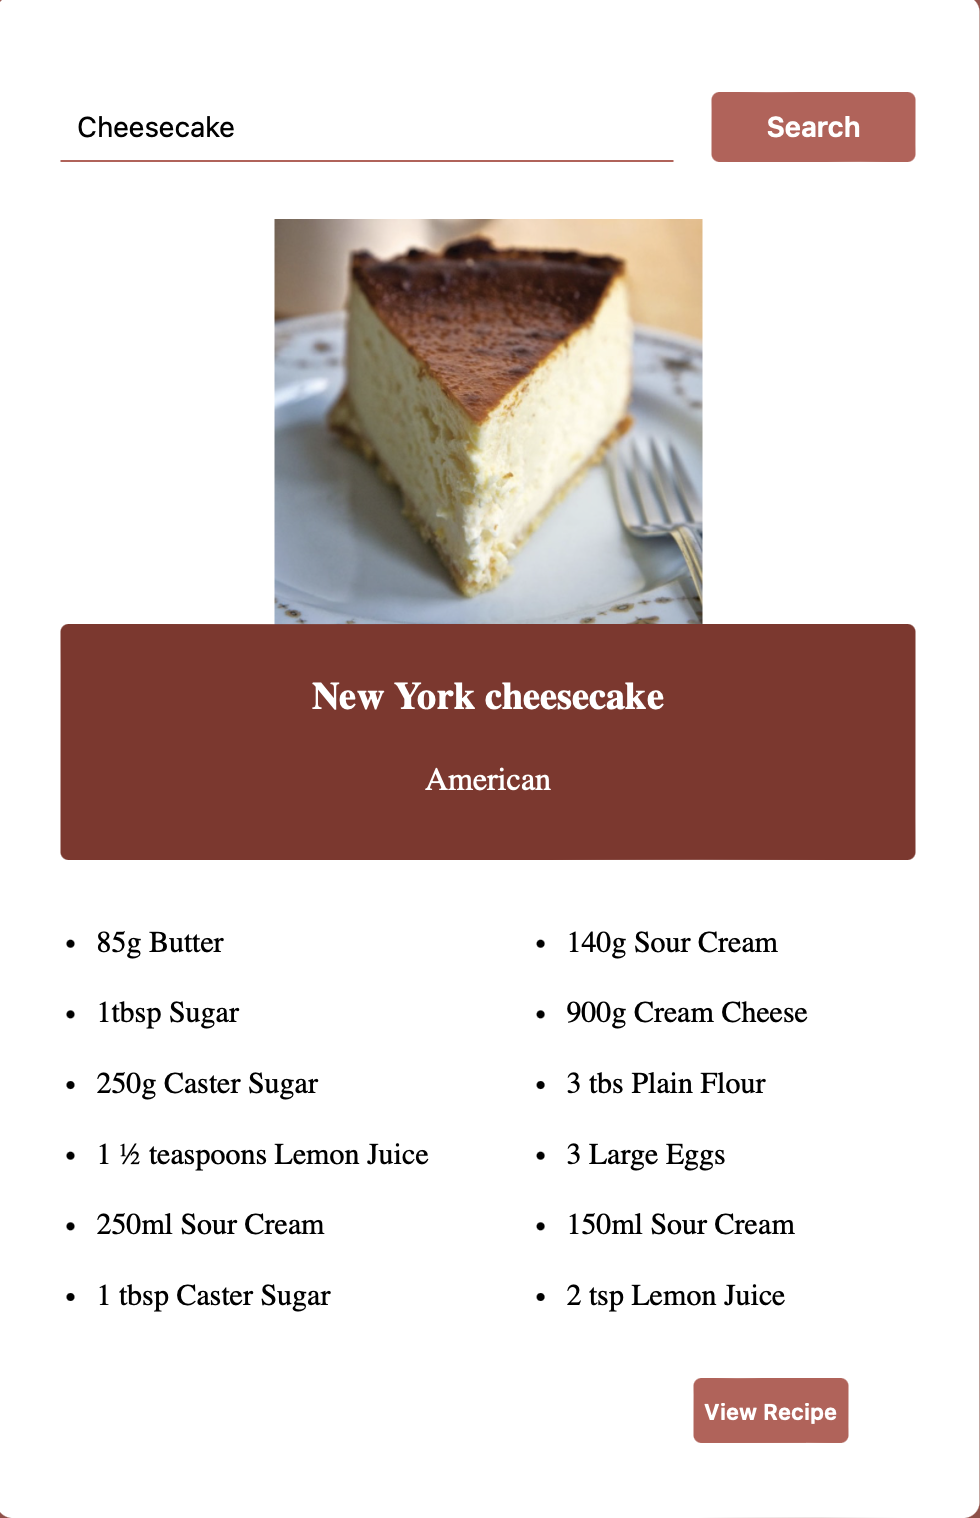 Cheesecake
Search
New York cheesecake
American
85g Butter
1tbsp Sugar
250g Caster Sugar
1 ½ teaspoons Lemon Juice
250ml Sour Cream
1 tbsp Caster Sugar
140g Sour Cream
900g Cream Cheese
3 tbs Plain Flour
3 Large Eggs
150ml Sour Cream
2 tsp Lemon Juice
View Recipe